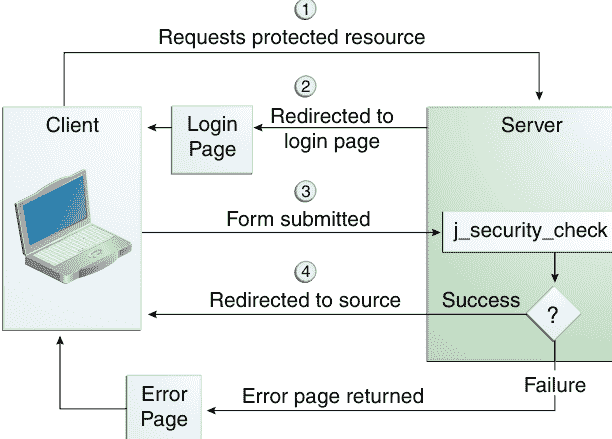 1
Requests protected resource
2
Client
Login
Page
Redirected to
login page
Server
3
Form submitted
j_security_check
4
Redirected to source
Success
?
Failure
Error
Page
Error page returned